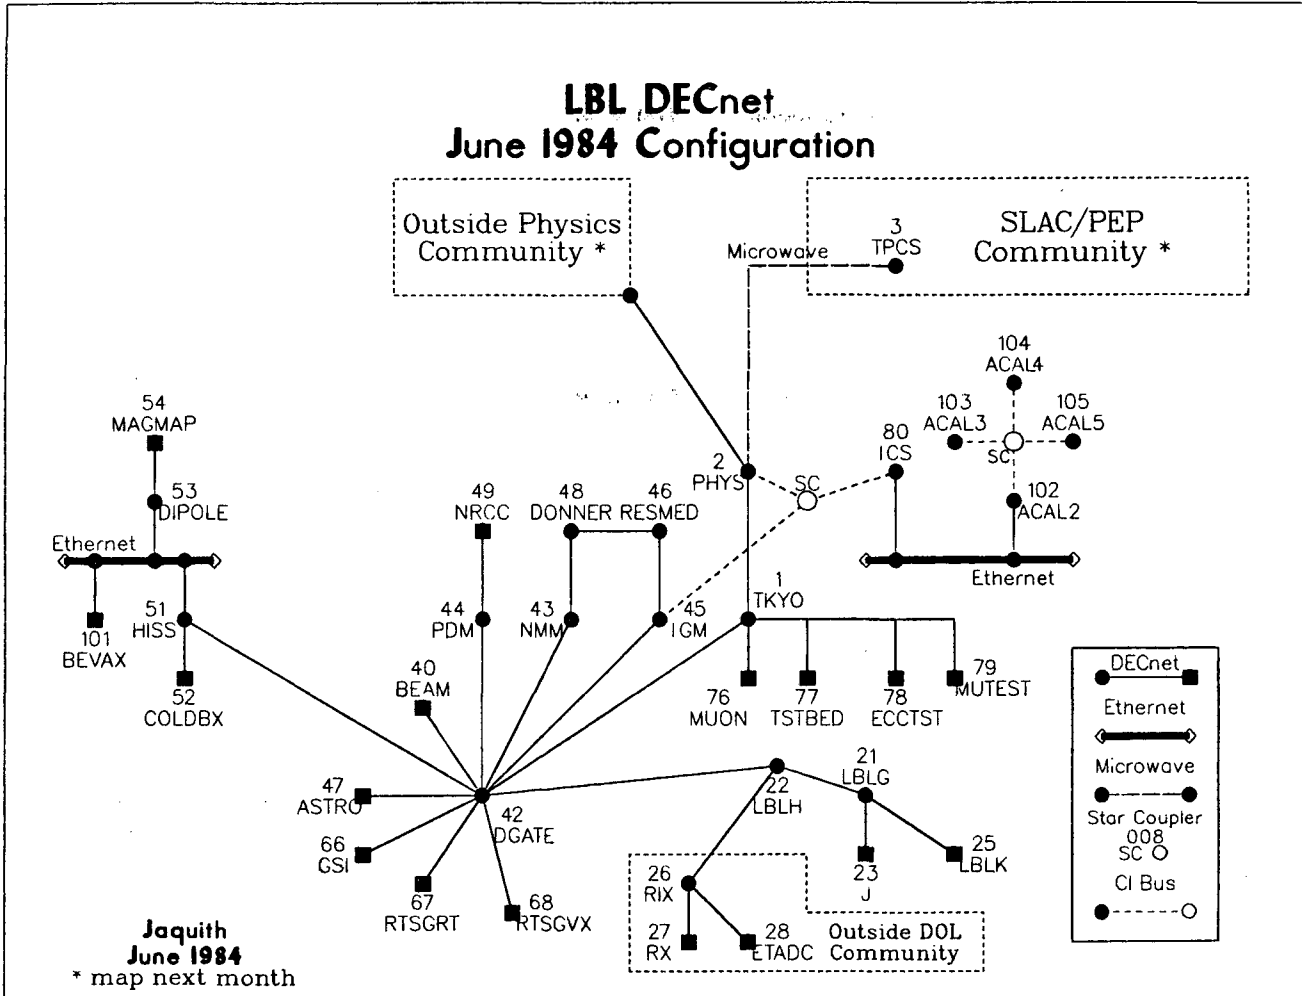 LBL DECnet
June 1984 Configuration
Outside Physics
Community *
SLAC/PEP
Community *
3
TPCS
Microwave
104
ACAL4
103
ACAL3
105
ACAL5
SC
102
ACAL2
80
ICS
2
PHYS
SC
Ethernet
54
MAGMAP
53
DIPOLE
Ethernet
49
NRCC
48
DONNER
46
RESMED
51
HISS
101
BEVAX
52
COLDBX
44
PDM
43
NMM
45
IGM
1
TKYO
40
BEAM
76
MUON
77
TSTBED
78
ECCTST
79
MUTEST
47
ASTRO
42
DGATE
22
LBLH
21
LBLG
66
GSI
67
RTSGRT
68
RTSGVX
23
J
25
LBLK
26
RIX
27
RX
28
ETADC
Outside DOL
Community
DECnet
Ethernet
Microwave
Star Coupler
008
SC
CI Bus
Jaquith
June 1984
* map next month